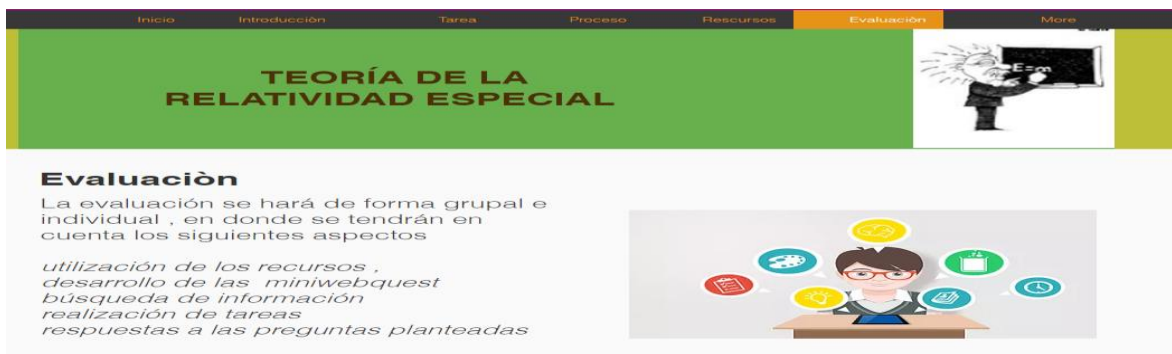 Inicio Introducciòn Tarea Proceso Rescursos Evaluaciòn More
TEORÍA DE LA
RELATIVIDAD ESPECIAL
E=m
Evaluaciòn
La evaluación se hará de forma grupal e
individual , en donde se tendrán en
cuenta los siguientes aspectos
utilización de los recursos ,
desarrollo de las miniwebquest
búsqueda de información
realización de tareas
respuestas a las preguntas planteadas